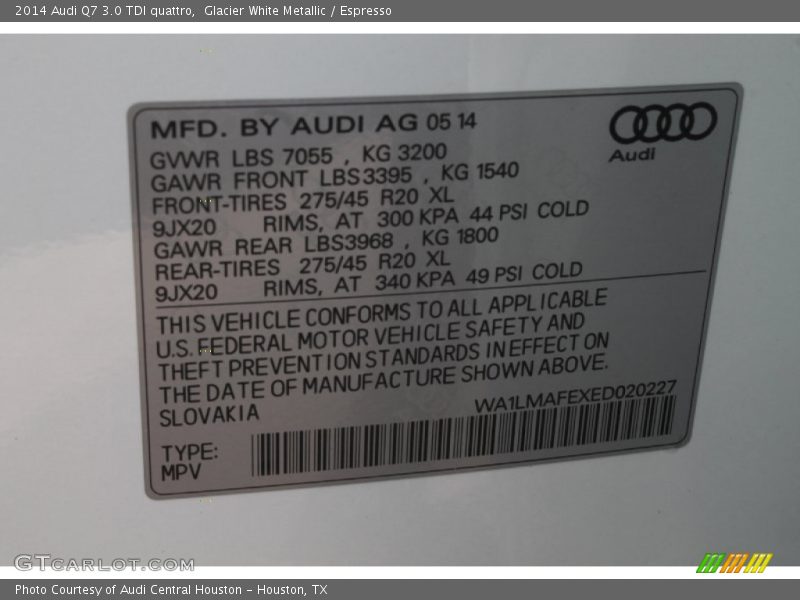 2014 Audi Q7 3.0 TDI quattro,  Glacier White Metallic / Espresso
MFD. BY AUDI AG 05 14
Audi
GVWR LBS 7055 , KG 3200
GAWR FRONT LBS3395 , KG 1540
FRONT-TIRES 275/45 R20 XL
9JX20 RIMS, AT 300 KPA 44 PSI COLD
GAWR REAR LBS3968 , KG 1800
REAR-TIRES 275/45 R20 XL
9JX20 RIMS, AT 340 KPA 49 PSI COLD
THIS VEHICLE CONFORMS TO ALL APPLICABLE
U.S. FEDERAL MOTOR VEHICLE SAFETY AND
THEFT PREVENTION STANDARDS IN EFFECT ON
THE DATE OF MANUFACTURE SHOWN ABOVE.
SLOVAKIA
WA1LMAFEXED020227
TYPE:
MPV
GTCARLOT.COM
Photo Courtesy of Audi Central Houston - Houston, TX